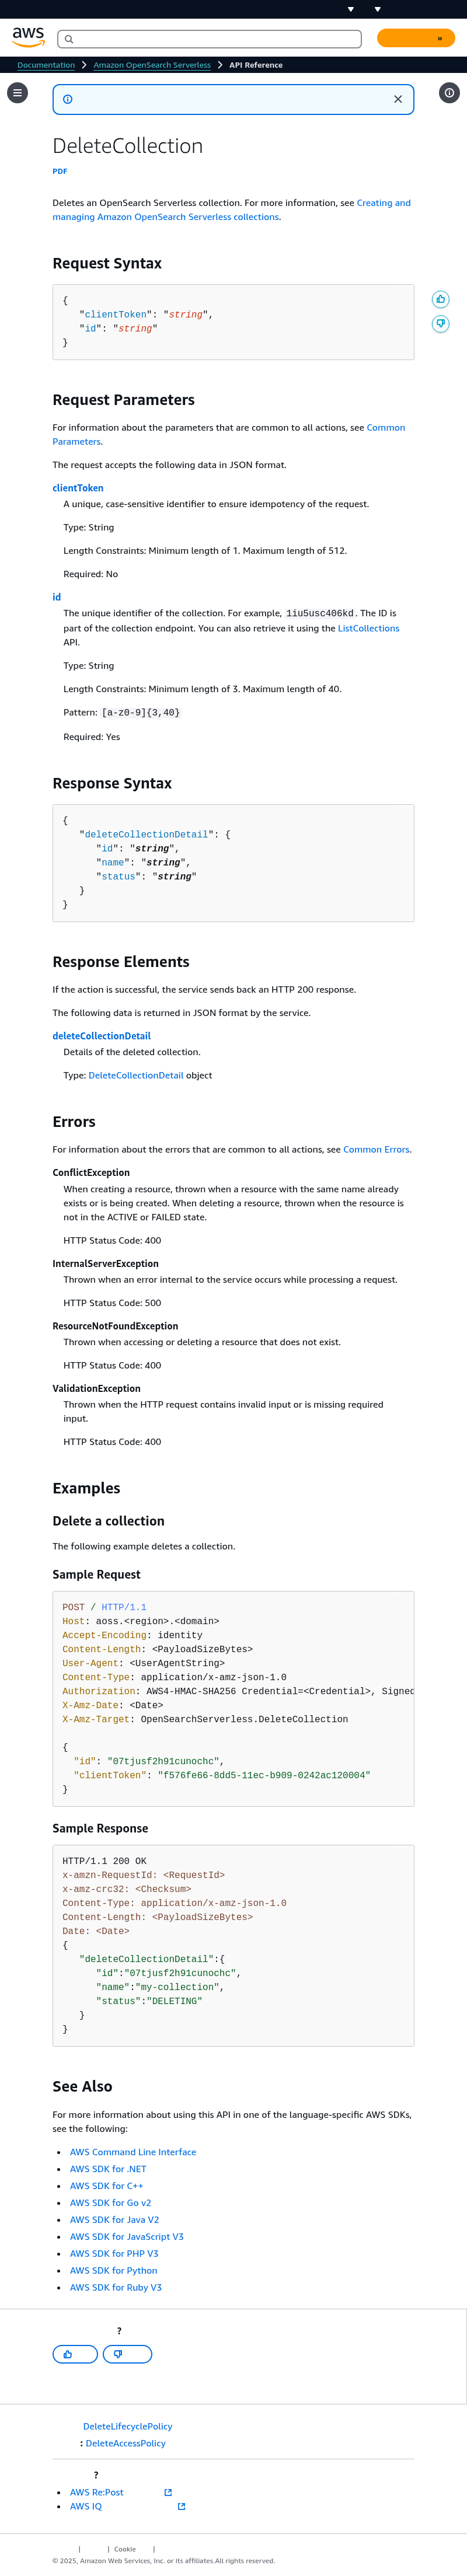 aws
»
Documentation
Amazon OpenSearch Serverless
API Reference
DeleteCollection
PDF
Deletes an OpenSearch Serverless collection. For more information, see Creating and
managing Amazon OpenSearch Serverless collections.
Request Syntax
{
"clientToken": "string",
"id": "string"
}
Request Parameters
For information about the parameters that are common to all actions, see Common
Parameters.
The request accepts the following data in JSON format.
clientToken
A unique, case-sensitive identifier to ensure idempotency of the request.
Type: String
Length Constraints: Minimum length of 1. Maximum length of 512.
Required: No
id
The unique identifier of the collection. For example, 1iu5usc406kd. The ID is
part of the collection endpoint. You can also retrieve it using the ListCollections
API.
Type: String
Length Constraints: Minimum length of 3. Maximum length of 40.
Pattern: [a-z0-9]{3,40}
Required: Yes
Response Syntax
{
"deleteCollectionDetail": {
"id": "string",
"name": "string",
"status": "string"
}
}
Response Elements
If the action is successful, the service sends back an HTTP 200 response.
The following data is returned in JSON format by the service.
deleteCollectionDetail
Details of the deleted collection.
Type: DeleteCollectionDetail object
Errors
For information about the errors that are common to all actions, see Common Errors.
ConflictException
When creating a resource, thrown when a resource with the same name already
exists or is being created. When deleting a resource, thrown when the resource is
not in the ACTIVE or FAILED state.
HTTP Status Code: 400
InternalServerException
Thrown when an error internal to the service occurs while processing a request.
HTTP Status Code: 500
ResourceNotFoundException
Thrown when accessing or deleting a resource that does not exist.
HTTP Status Code: 400
ValidationException
Thrown when the HTTP request contains invalid input or is missing required
input.
HTTP Status Code: 400
Examples
Delete a collection
The following example deletes a collection.
Sample Request
POST / HTTP/1.1
Host: aoss.<region>.<domain>
Accept-Encoding: identity
Content-Length: <PayloadSizeBytes>
User-Agent: <UserAgentString>
Content-Type: application/x-amz-json-1.0
Authorization: AWS4-HMAC-SHA256 Credential=<Credential>, Signed
X-Amz-Date: <Date>
X-Amz-Target: OpenSearchServerless.DeleteCollection
{
"id": "07tjusf2h91cunochc",
"clientToken": "f576fe66-8dd5-11ec-b909-0242ac120004"
}
Sample Response
HTTP/1.1 200 OK
x-amzn-RequestId: <RequestId>
x-amz-crc32: <Checksum>
Content-Type: application/x-amz-json-1.0
Content-Length: <PayloadSizeBytes>
Date: <Date>
{
"deleteCollectionDetail":{
"id":"07tjusf2h91cunochc",
"name":"my-collection",
"status":"DELETING"
}
}
See Also
For more information about using this API in one of the language-specific AWS SDKs,
see the following:
• AWS Command Line Interface
• AWS SDK for .NET
• AWS SDK for C++
• AWS SDK for Go v2
• AWS SDK for Java V2
• AWS SDK for JavaScript V3
• AWS SDK for PHP V3
• AWS SDK for Python
• AWS SDK for Ruby V3
?
DeleteLifecyclePolicy
: DeleteAccessPolicy
?
• AWS Re:Post
• AWS IQ
| | Cookie |
© 2025, Amazon Web Services, Inc. or its affiliates.All rights reserved.